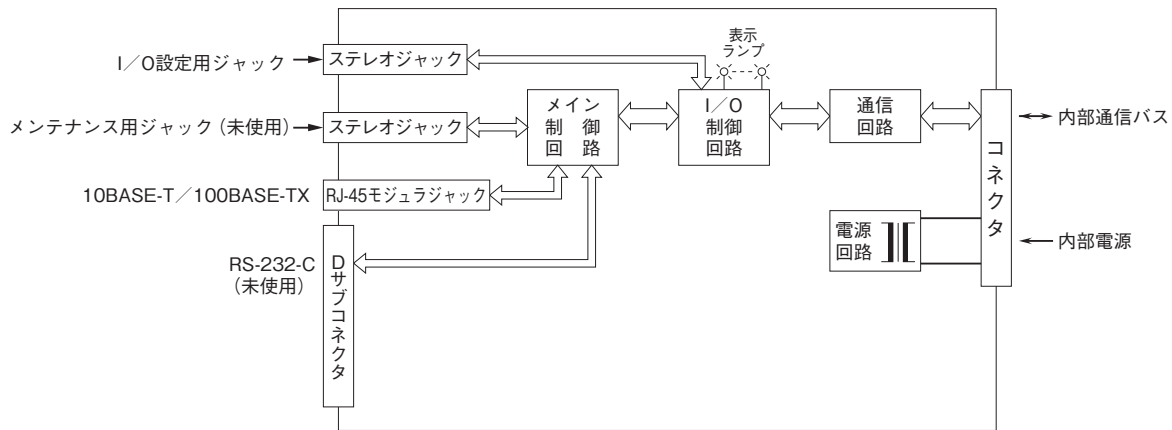 I/O設定用ジャック
ステレオジャック
表示
ランプ
メンテナンス用ジャック(未使用)
ステレオジャック
メイン
制御
回路
I/O
制御
回路
通信
回路
コネクタ
内部通信バス
10BASE-T/100BASE-TX
RJ-45モジュラジャック
RS-232-C
(未使用)
Dサブコネクタ
電源
回路
内部電源